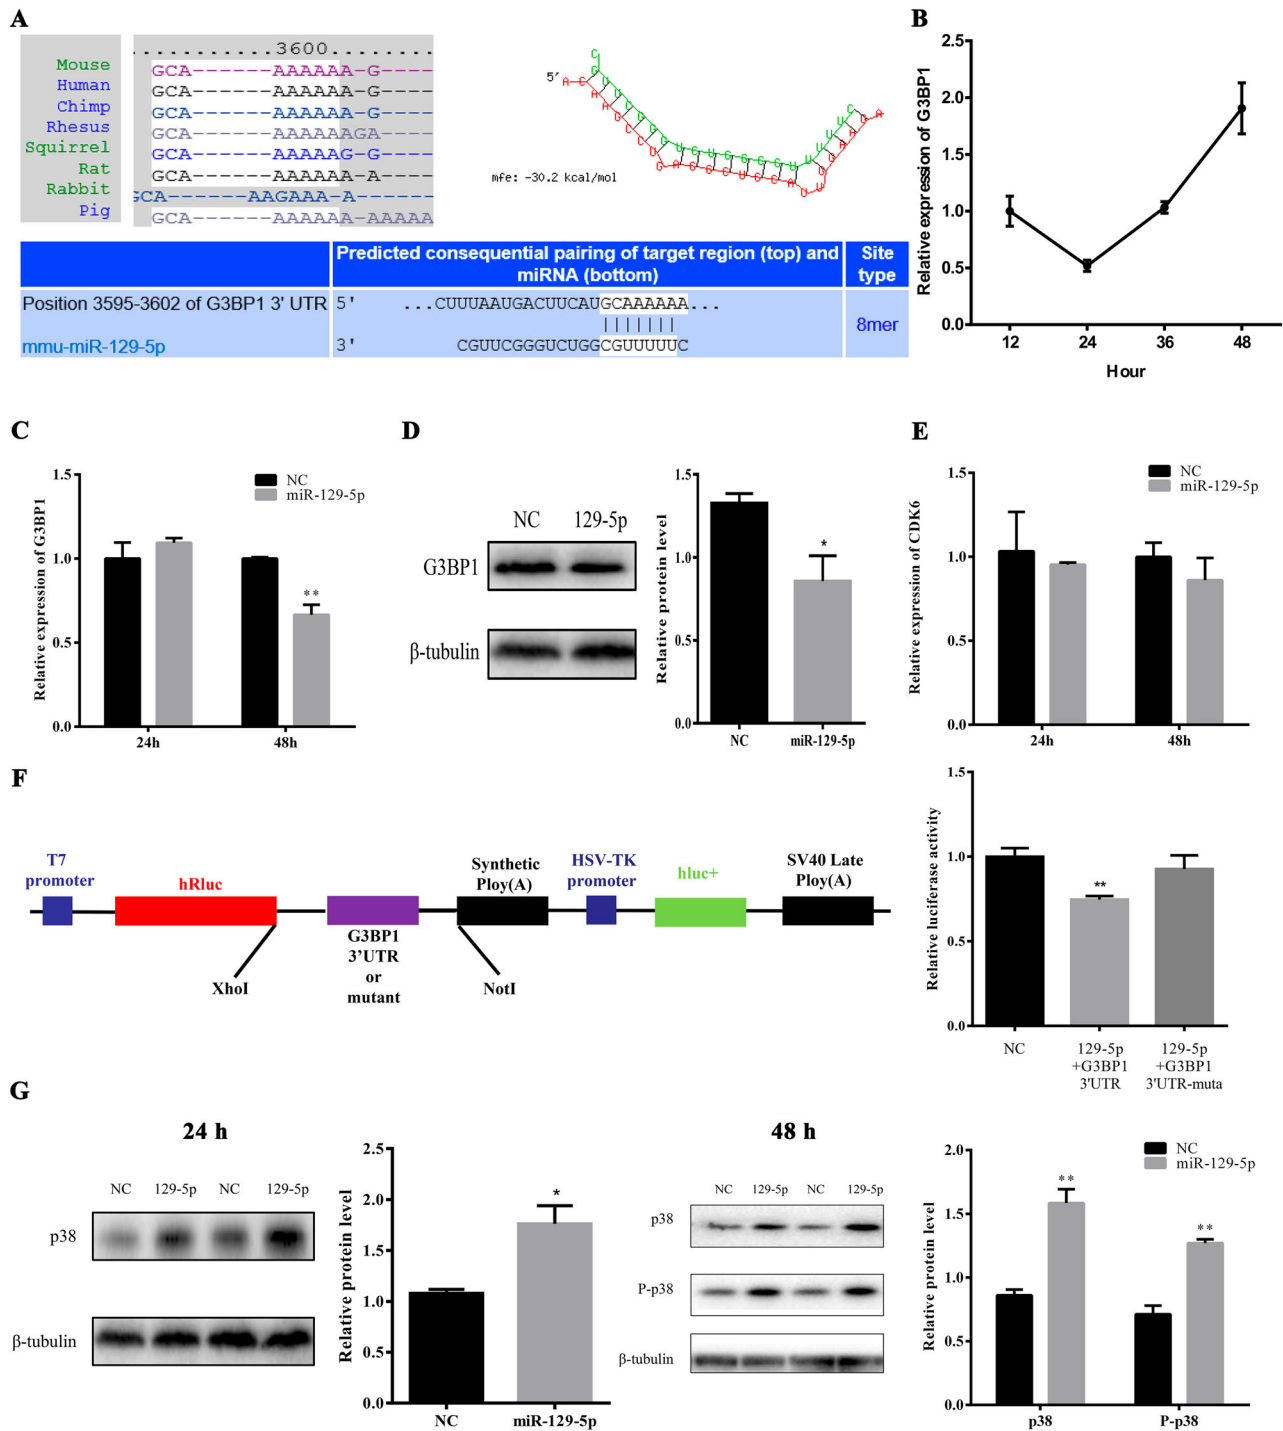 A
3600
Mouse GCA------AAAAAA-G----
Human GCA------AAAAAA-G----
Chimp GCA------AAAAAA-G----
Rhesus GCA------AAAAAAGA----
Squirrel GCA------AAAAAG-G----
Rat GCA------AAAAAA-A----
Rabbit GCA------AAGAAA-A----
Pig GCA------AAAAAA-AAAAA
5'
mfe: -30.2 kcal/mol
Predicted consequential pairing of target region (top) and miRNA (bottom)
Site type
Position 3595-3602 of G3BP1 3' UTR 5' ...CUUUAAUGACUUCAUGCAAAAAA...
mmu-miR-129-5p 3' CGUUCGGGUCUGGCGUUUUUC
8mer
B
Relative expression of G3BP1
2.5
2.0
1.5
1.0
0.5
0.0
12 24 36 48
Hour
C
Relative expression of G3BP1
1.5
1.0
0.5
0.0
NC
miR-129-5p
**
24h 48h
D
NC 129-5p
G3BP1
β-tubulin
Relative protein level
1.5
1.0
0.5
0.0
*
NC miR-129-5p
E
Relative expression of CDK6
1.5
1.0
0.5
0.0
NC
miR-129-5p
24h 48h
F
T7 promoter
hRluc
XhoI
G3BP1
3'UTR
or
mutant
Synthetic
Ploy(A)
NotI
HSV-TK
promoter
hluc+
SV40 Late
Ploy(A)
Relative luciferase activity
1.5
1.0
0.5
0.0
**
NC
129-5p
+G3BP1
3'UTR
129-5p
+G3BP1
3'UTR-muta
G
24 h
NC 129-5p NC 129-5p
p38
β-tubulin
Relative protein level
2.5
2.0
1.5
1.0
0.5
0.0
*
NC miR-129-5p
48 h
NC 129-5p NC 129-5p
p38
P-p38
β-tubulin
Relative protein level
2.0
1.5
1.0
0.5
0.0
NC
miR-129-5p
**
**
p38 P-p38